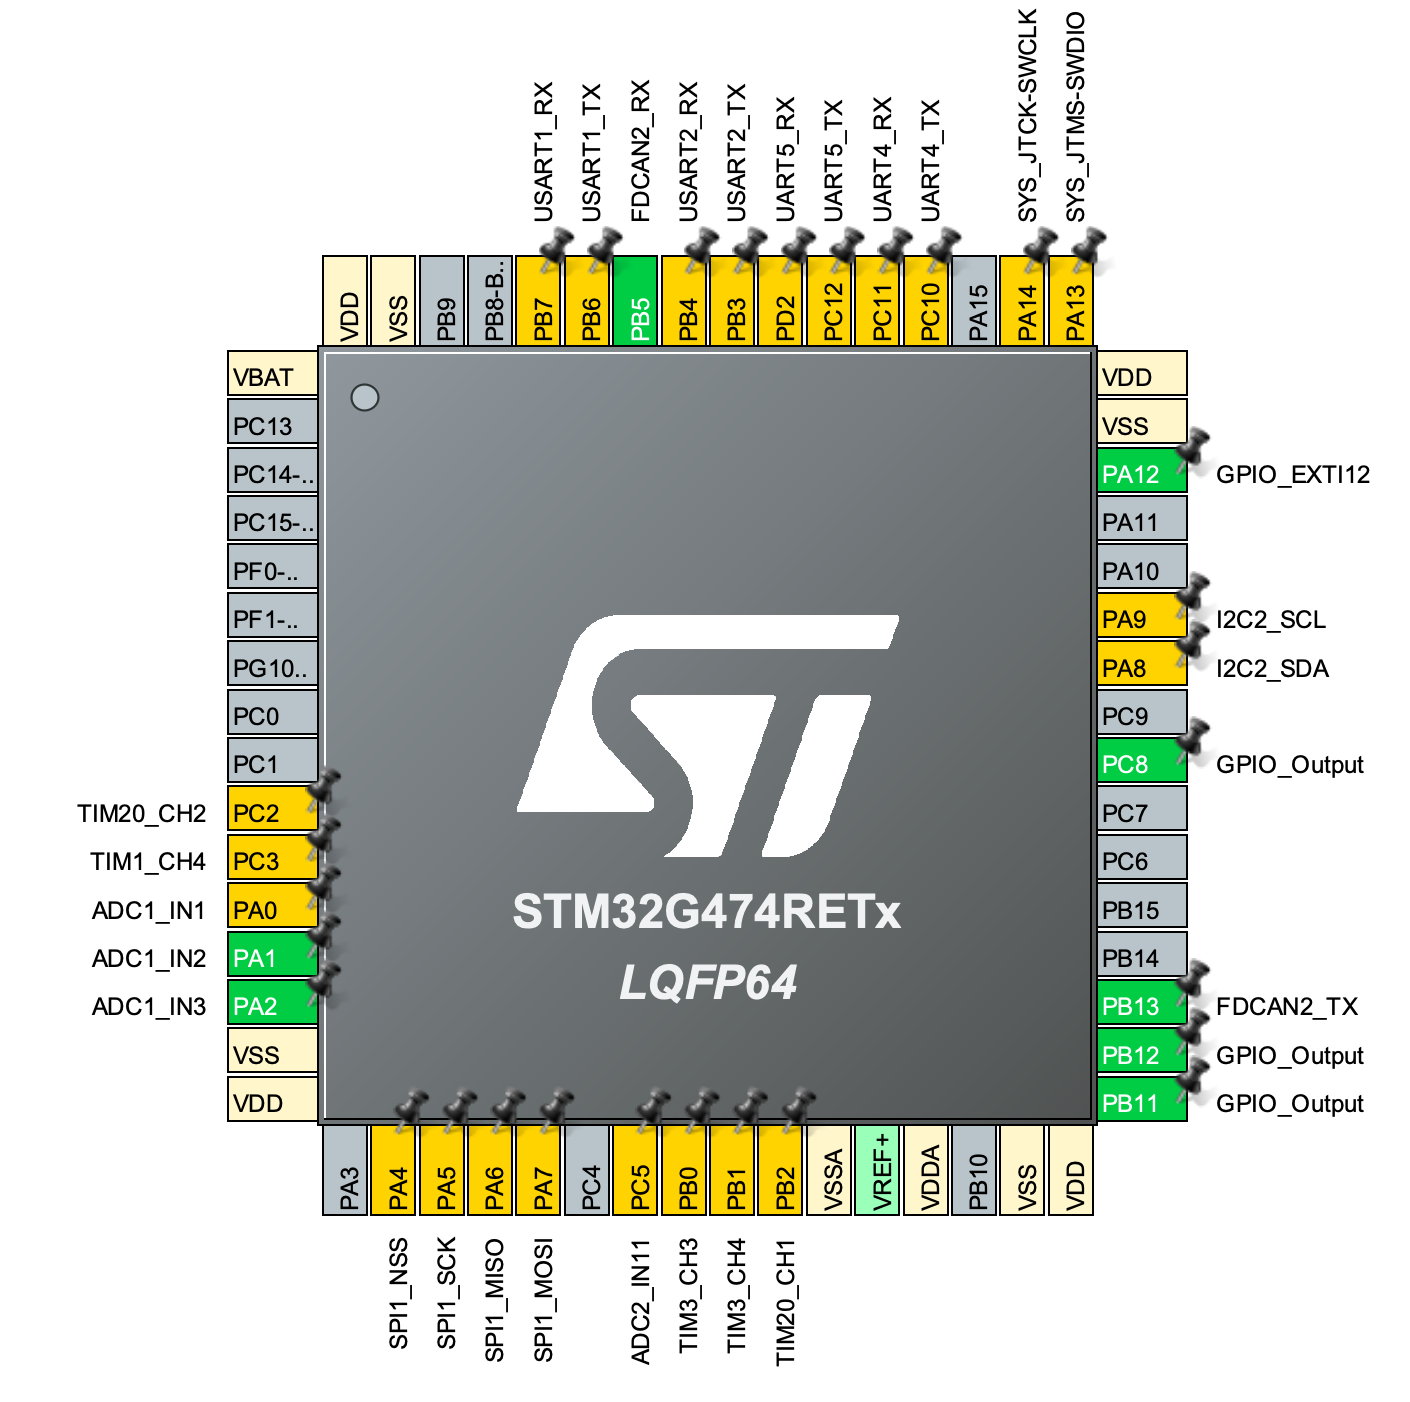 USART1_RX
USART1_TX
FDCAN2_RX
USART2_RX
USART2_TX
UART5_RX
UART5_TX
UART4_RX
UART4_TX
SYS_JTCK-SWCLK
SYS_JTMS-SWDIO
VDD
VSS
PB9
PB8-B..
PB7
PB6
PB5
PB4
PB3
PD2
PC12
PC11
PC10
PA15
PA14
PA13
VBAT
PC13
PC14-..
PC15-..
PF0-..
PF1-..
PG10..
PC0
PC1
TIM20_CH2 PC2
TIM1_CH4 PC3
ADC1_IN1 PA0
ADC1_IN2 PA1
ADC1_IN3 PA2
VSS
VDD
ST
STM32G474RETx
LQFP64
VDD
VSS
PA12 GPIO_EXTI12
PA11
PA10
PA9 I2C2_SCL
PA8 I2C2_SDA
PC9
PC8 GPIO_Output
PC7
PC6
PB15
PB14
PB13 FDCAN2_TX
PB12 GPIO_Output
PB11 GPIO_Output
PA3
PA4
PA5
PA6
PA7
PC4
PC5
PB0
PB1
PB2
VSSA
VREF+
VDDA
PB10
VSS
VDD
SPI1_NSS
SPI1_SCK
SPI1_MISO
SPI1_MOSI
ADC2_IN11
TIM3_CH3
TIM3_CH4
TIM20_CH1